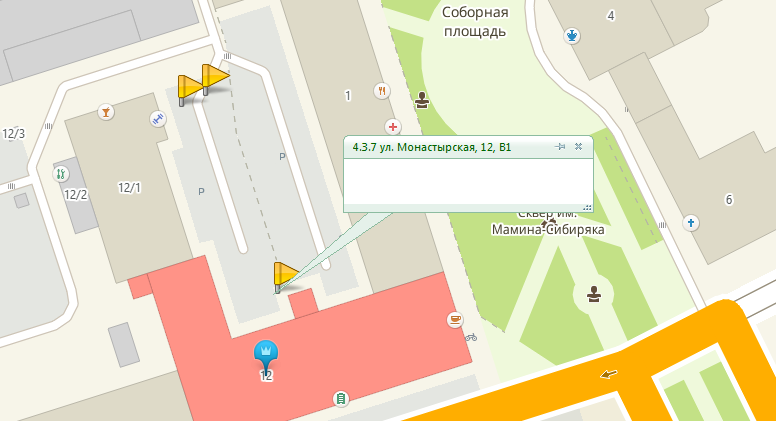 Соборная
площадь
4
1
12/3
4.3.7 ул. Монастырская, 12, В1
P
12/1
P
12/2
6
Сквер им.
Мамина-Сибиряка
12